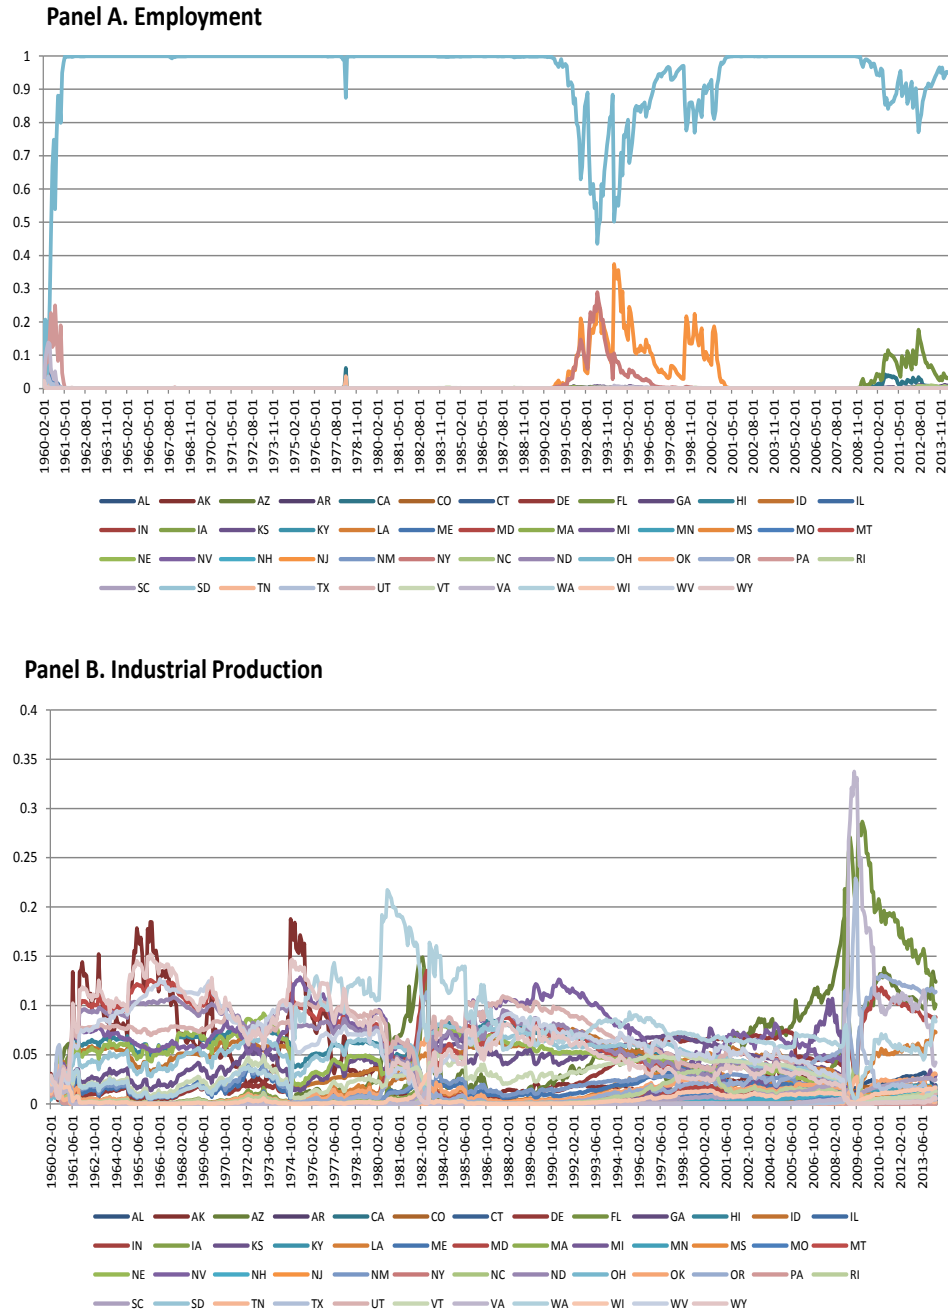 Panel A. Employment
1
0.9
0.8
0.7
0.6
0.5
0.4
0.3
0.2
0.1
0
1960-02-01 1961-05-01 1962-08-01 1963-11-01 1965-02-01 1966-05-01 1967-08-01 1968-11-01 1970-02-01 1971-05-01 1972-08-01 1973-11-01 1975-02-01 1976-05-01 1977-08-01 1978-11-01 1980-02-01 1981-05-01 1982-08-01 1983-11-01 1985-02-01 1986-05-01 1987-08-01 1988-11-01 1990-02-01 1991-05-01 1992-08-01 1993-11-01 1995-02-01 1996-05-01 1997-08-01 1998-11-01 2000-02-01 2001-05-01 2002-08-01 2003-11-01 2005-02-01 2006-05-01 2007-08-01 2008-11-01 2010-02-01 2011-05-01 2012-08-01 2013-11-01
AL AK AZ AR CA CO CT DE FL GA HI ID IL
IN IA KS KY LA ME MD MA MI MN MS MO MT
NE NV NH NJ NM NY NC ND OH OK OR PA RI
SC SD TN TX UT VT VA WA WI WV WY
Panel B. Industrial Production
0.4
0.35
0.3
0.25
0.2
0.15
0.1
0.05
0
1960-02-01 1961-06-01 1962-10-01 1964-02-01 1965-06-01 1966-10-01 1968-02-01 1969-06-01 1970-10-01 1972-02-01 1973-06-01 1974-10-01 1976-02-01 1977-06-01 1978-10-01 1980-02-01 1981-06-01 1982-10-01 1984-02-01 1985-06-01 1986-10-01 1988-02-01 1989-06-01 1990-10-01 1992-02-01 1993-06-01 1994-10-01 1996-02-01 1997-06-01 1998-10-01 2000-02-01 2001-06-01 2002-10-01 2004-02-01 2005-06-01 2006-10-01 2008-02-01 2009-06-01 2010-10-01 2012-02-01 2013-06-01
AL AK AZ AR CA CO CT DE FL GA HI ID IL
IN IA KS KY LA ME MD MA MI MN MS MO MT
NE NV NH NJ NM NY NC ND OH OK OR PA RI
SC SD TN TX UT VT VA WA WI WV WY